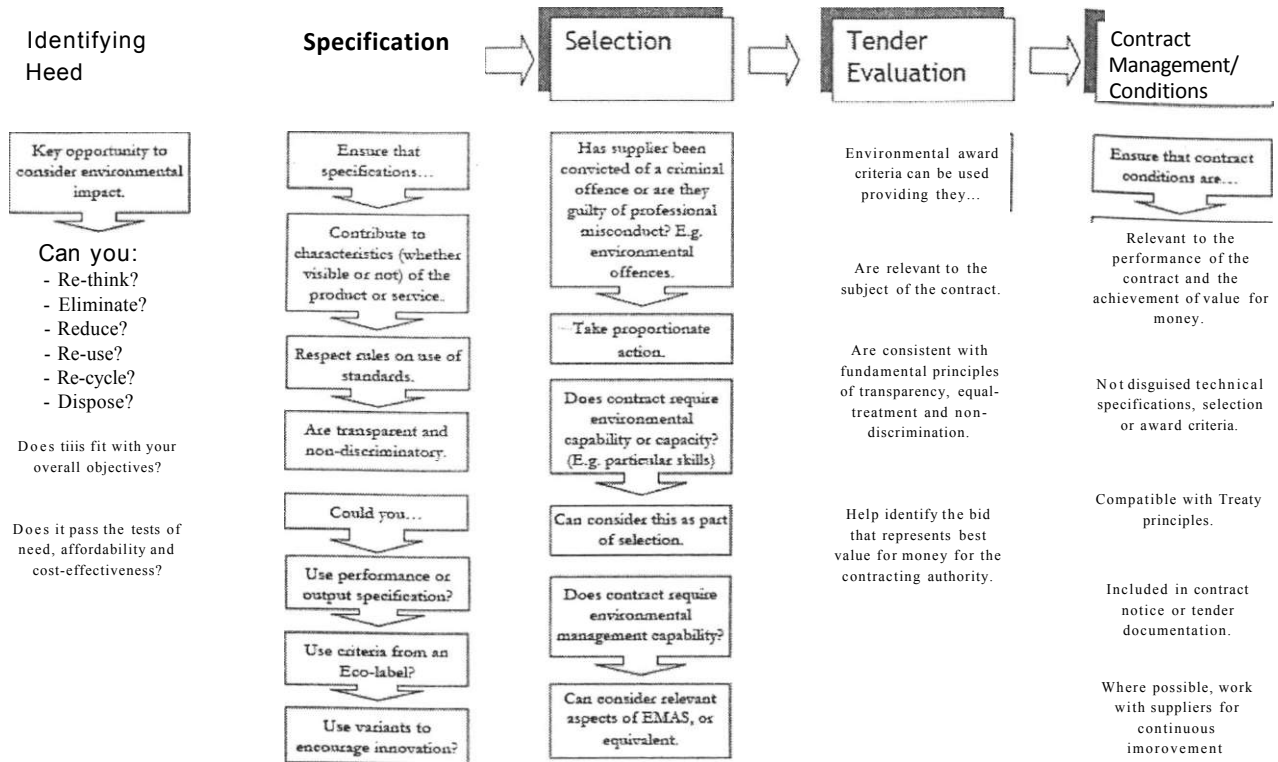 Identifying
Heed
Specification
Selection
Tender
Evaluation
Contract
Management/
Conditions
Key opportunity to
consider environmental
impact.
Can you:
- Re-think?
- Eliminate?
- Reduce?
- Re-use?
- Re-cycle?
- Dispose?
Does tiiis fit with your
overall objectives?
Does it pass the tests of
need, affordability and
cost-effectiveness?
Ensure that
specifications...
Contribute to
characteristics (whether
visible or not) of the
product or service.
Respect rules on use of
standards.
Are transparent and
non-discriminatory.
Could you...
Use performance or
output specification?
Use criteria from an
Eco-label?
Use variants to
encourage innovation?
Has supplier been
convicted of a criminal
offence or are they
guilty of professional
misconduct? E.g.
environmental
offences.
Take proportionate
action.
Does contract require
environmental
capability or capacity?
(E.g. particular skills)
Can consider this as part
of selection.
Does contract require
environmental
management capability?
Can consider relevant
aspects of EMAS, or
equivalent.
Environmental award
criteria can be used
providing they...
Are relevant to the
subject of the contract.
Are consistent with
fundamental principles
of transparency, equal-
treatment and non-
discrimination.
Help identify the bid
that represents best
value for money for the
contracting authority.
Ensure that contract
conditions are...
Relevant to the
performance of the
contract and the
achievement of value for
money.
Not disguised technical
specifications, selection
or award criteria.
Compatible with Treaty
principles.
Included in contract
notice or tender
documentation.
Where possible, work
with suppliers for
continuous
imorovement